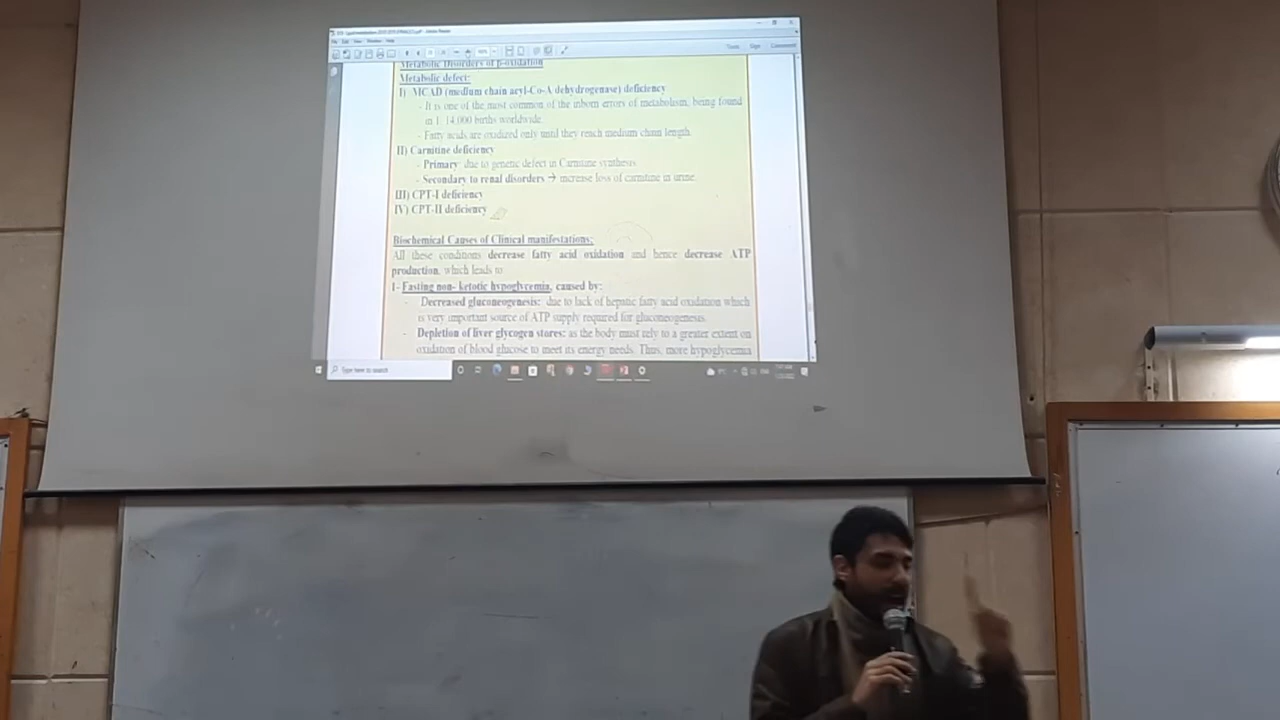 Metabolic Disorders of β-oxidation
Metabolic defect:
I) MCAD (medium chain acyl-Co-A dehydrogenase) deficiency
- It is one of the most common of the inborn errors of metabolism, being found
in 1: 14,000 births worldwide.
- Fatty acids are oxidized only until they reach medium chain length.
II) Carnitine deficiency
- Primary: due to genetic defect in Carnitine synthesis.
- Secondary to renal disorders → increase loss of carnitine in urine
III) CPT-I deficiency
IV) CPT-II deficiency
Biochemical Causes of Clinical manifestations:
All these conditions decrease fatty acid oxidation and hence decrease ATP
production, which leads to
1- Fasting non- ketotic hypoglycemia, caused by:
- Decreased gluconeogenesis: due to lack of hepatic fatty acid oxidation which
is very important source of ATP supply required for gluconeogenesis.
- Depletion of liver glycogen stores: as the body must rely to a greater extent on
oxidation of blood glucose to meet its energy needs. Thus, more hypoglycemia
Type here to search